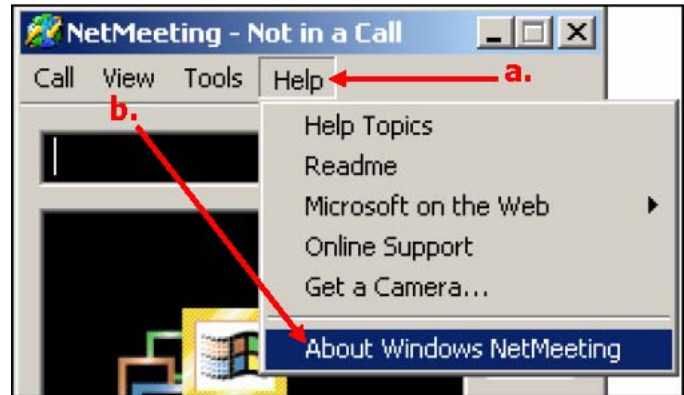 NetMeeting - Not in a Call
Call View Tools Help a.
b.
Help Topics
Readme
Microsoft on the Web
Online Support
Get a Camera...
About Windows NetMeeting